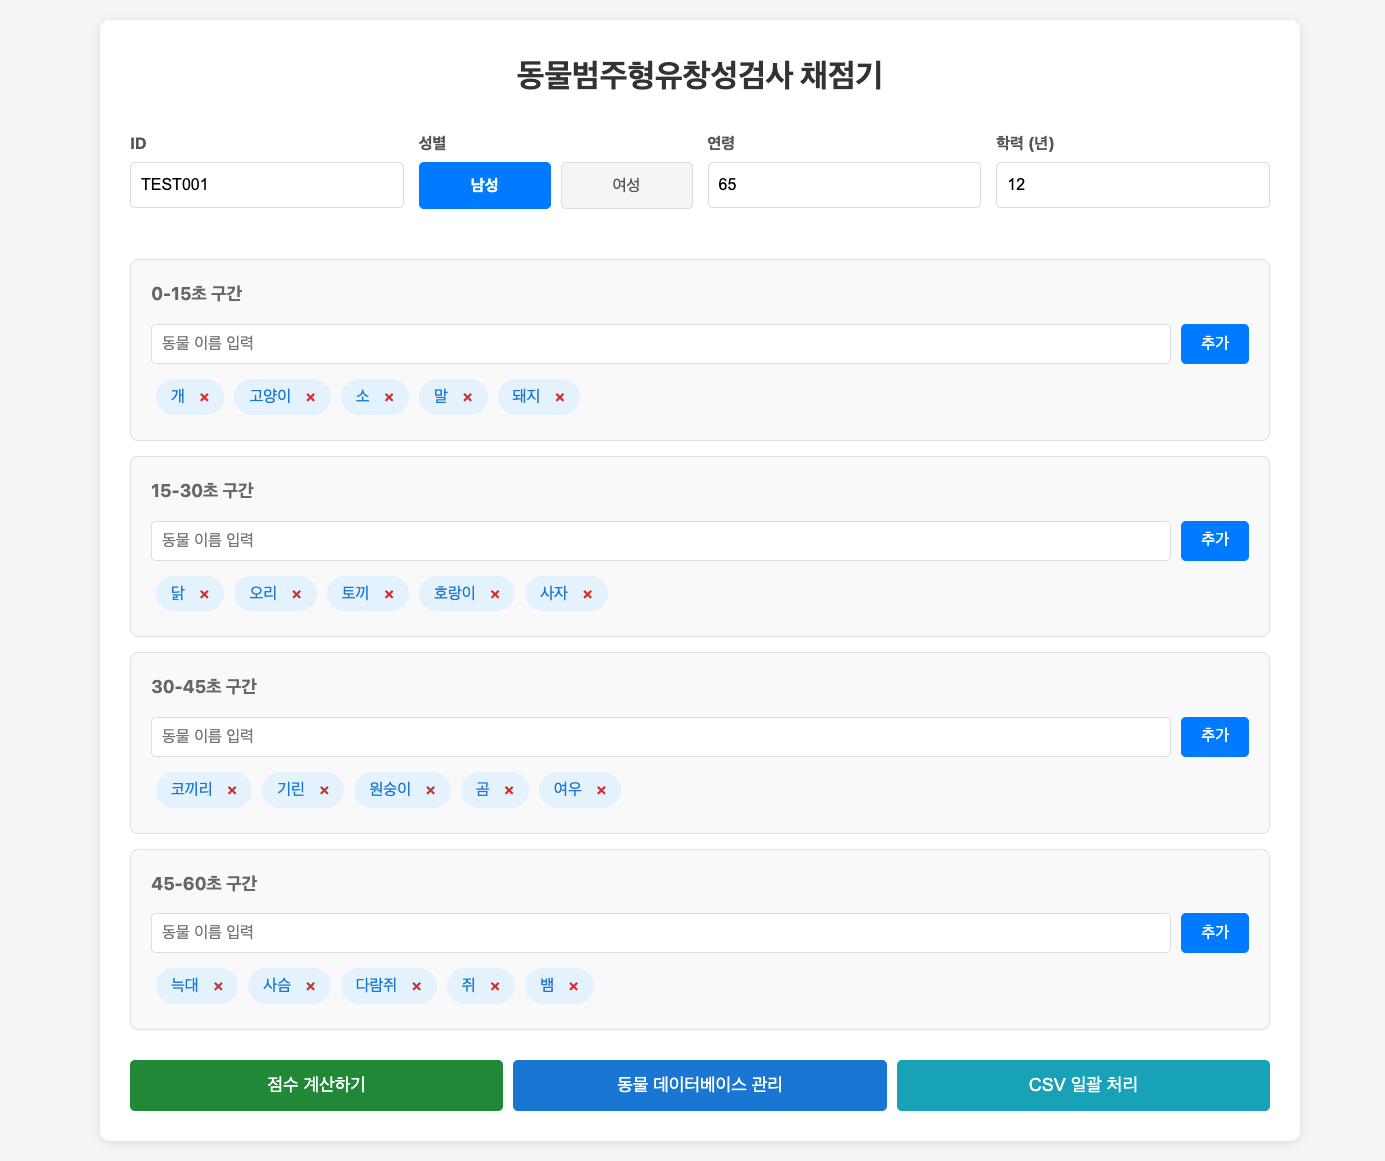 동물범주형유창성검사 채점기
ID 성별 연령 학력 (년)
TEST001 남성 여성 65 12
0-15초 구간
동물 이름 입력 추가
개 × 고양이 × 소 × 말 × 돼지 ×
15-30초 구간
동물 이름 입력 추가
닭 × 오리 × 토끼 × 호랑이 × 사자 ×
30-45초 구간
동물 이름 입력 추가
코끼리 × 기린 × 원숭이 × 곰 × 여우 ×
45-60초 구간
동물 이름 입력 추가
늑대 × 사슴 × 다람쥐 × 쥐 × 뱀 ×
점수 계산하기 동물 데이터베이스 관리 CSV 일괄 처리